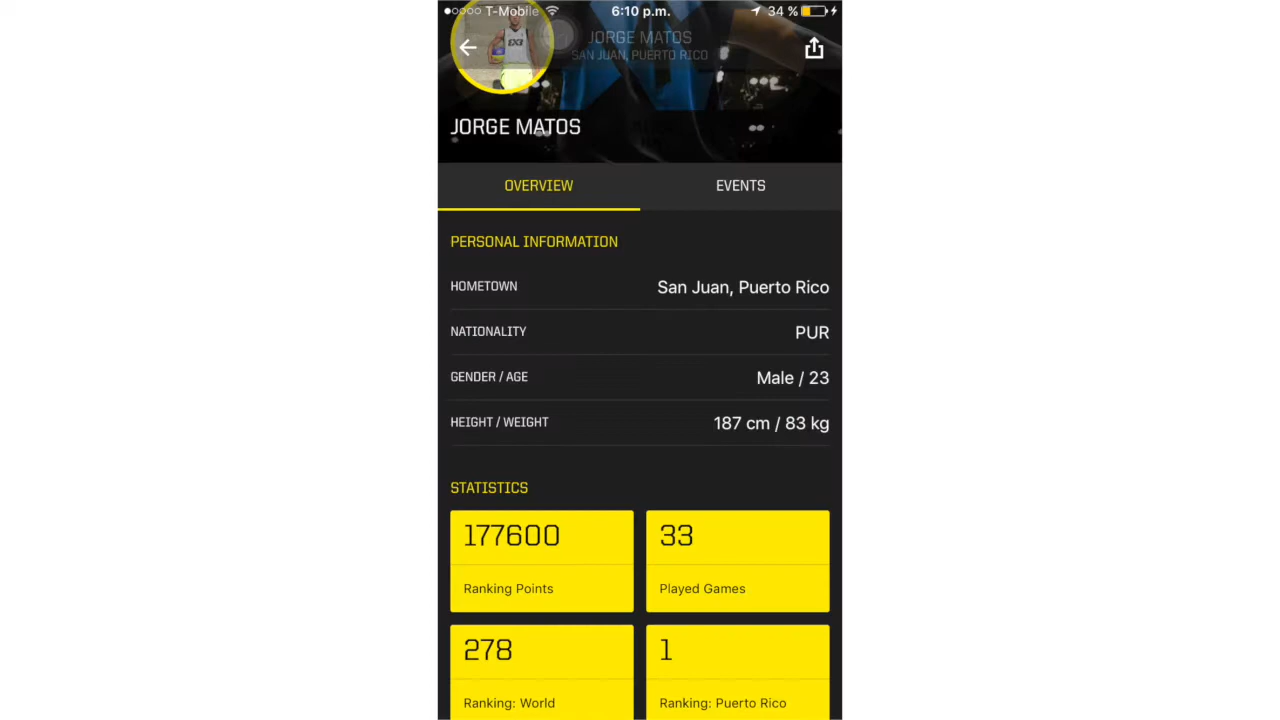 T-Mobile 6:10 p.m. 34 %
JORGE MATOS
SAN JUAN, PUERTO RICO
JORGE MATOS
OVERVIEW EVENTS
PERSONAL INFORMATION
HOMETOWN San Juan, Puerto Rico
NATIONALITY PUR
GENDER / AGE Male / 23
HEIGHT / WEIGHT 187 cm / 83 kg
STATISTICS
177600 33
Ranking Points Played Games
278 1
Ranking: World Ranking: Puerto Rico